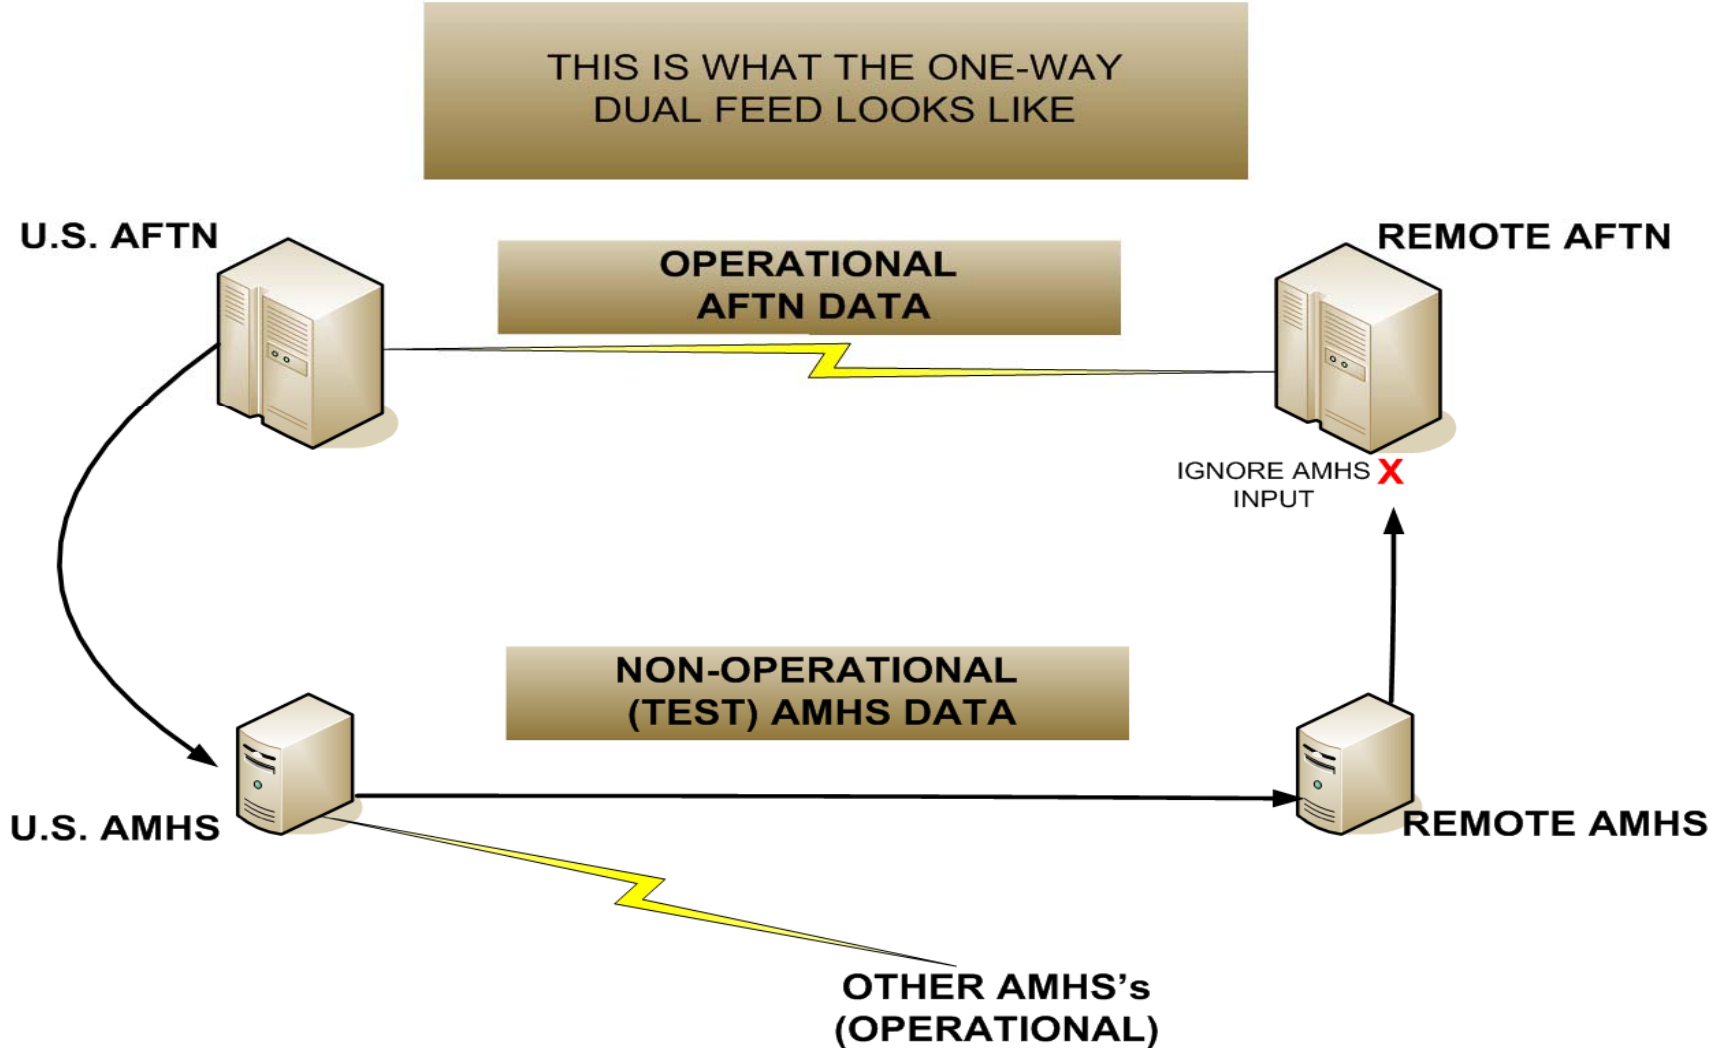 THIS IS WHAT THE ONE-WAY
DUAL FEED LOOKS LIKE
U.S. AFTN
OPERATIONAL
AFTN DATA
REMOTE AFTN
IGNORE AMHS X
INPUT
NON-OPERATIONAL
(TEST) AMHS DATA
U.S. AMHS
REMOTE AMHS
OTHER AMHS’s
(OPERATIONAL)